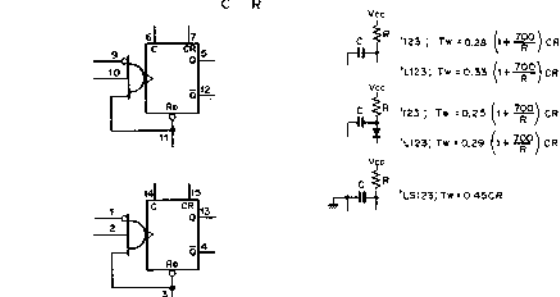 C R
6 7
C CR
9
10
Q 5
Q̅ 12
RD
11
14 15
C CR
1
2
Q 13
Q̅ 4
RD
3
Vcc
C R
'123 ; Tw = 0.28 (1 + 700/R) CR
'L123; Tw = 0.33 (1 + 700/R) CR
Vcc
C R
'123 ; Tw = 0.25 (1 + 700/R) CR
'L123; Tw = 0.29 (1 + 700/R) CR
Vcc
C R
'LS123; Tw = 0.45CR